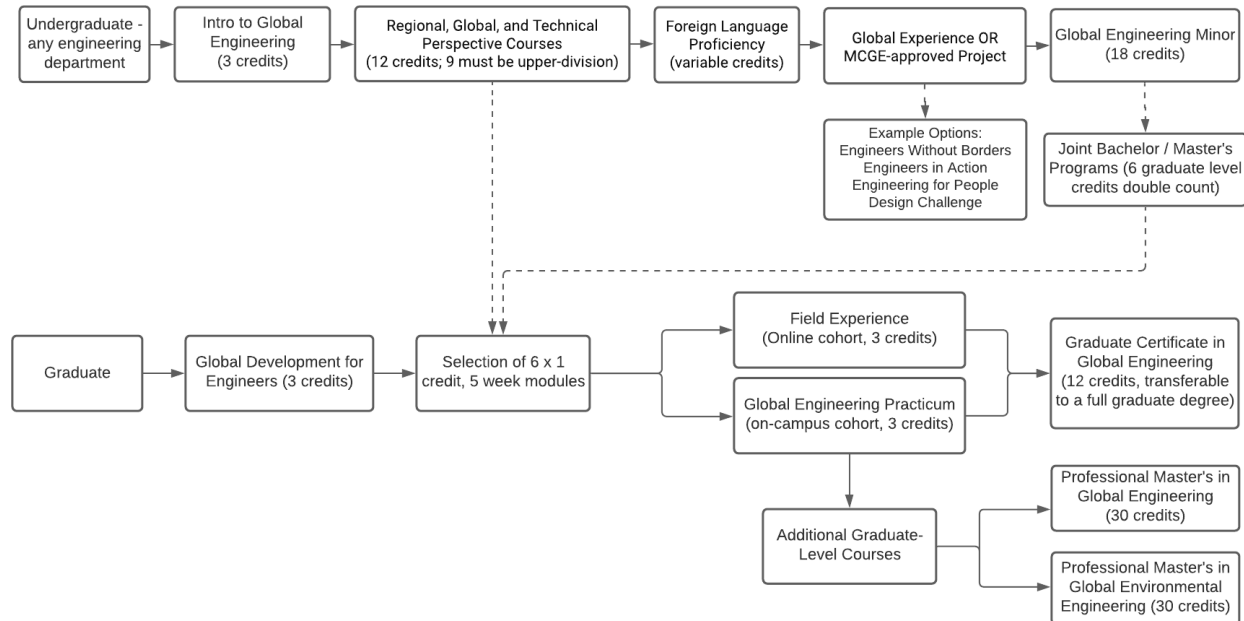 Undergraduate -
any engineering
department
Intro to Global
Engineering
(3 credits)
Regional, Global, and Technical
Perspective Courses
(12 credits; 9 must be upper-division)
Foreign Language
Proficiency
(variable credits)
Global Experience OR
MCGE-approved Project
Global Engineering Minor
(18 credits)
Example Options:
Engineers Without Borders
Engineers in Action
Engineering for People
Design Challenge
Joint Bachelor / Master's
Programs (6 graduate level
credits double count)
Graduate
Global Development for
Engineers (3 credits)
Selection of 6 x 1
credit, 5 week modules
Field Experience
(Online cohort, 3 credits)
Global Engineering Practicum
(on-campus cohort, 3 credits)
Graduate Certificate in
Global Engineering
(12 credits, transferable
to a full graduate degree)
Additional Graduate-
Level Courses
Professional Master's in
Global Engineering
(30 credits)
Professional Master's in
Global Environmental
Engineering (30 credits)